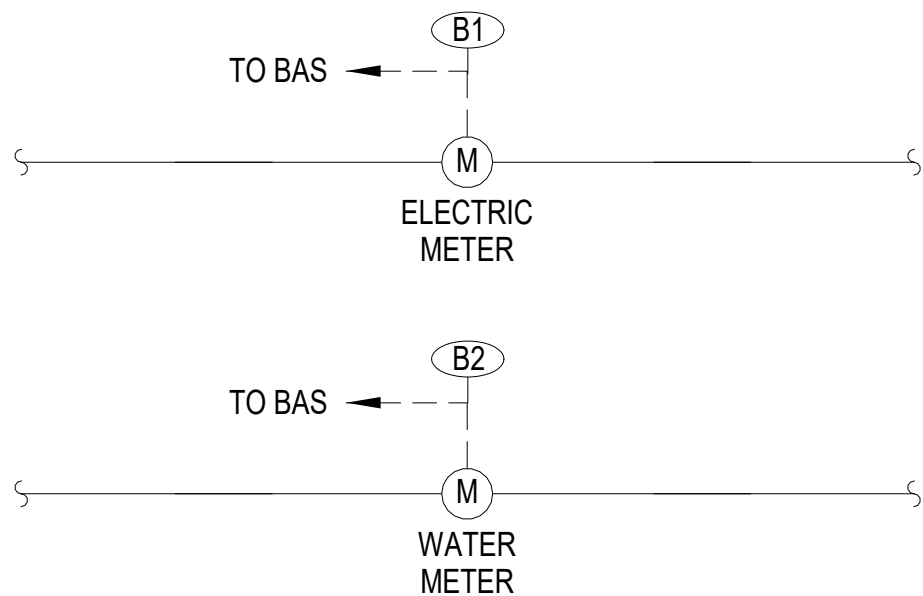 B1
TO BAS
M
ELECTRIC
METER
B2
TO BAS
M
WATER
METER